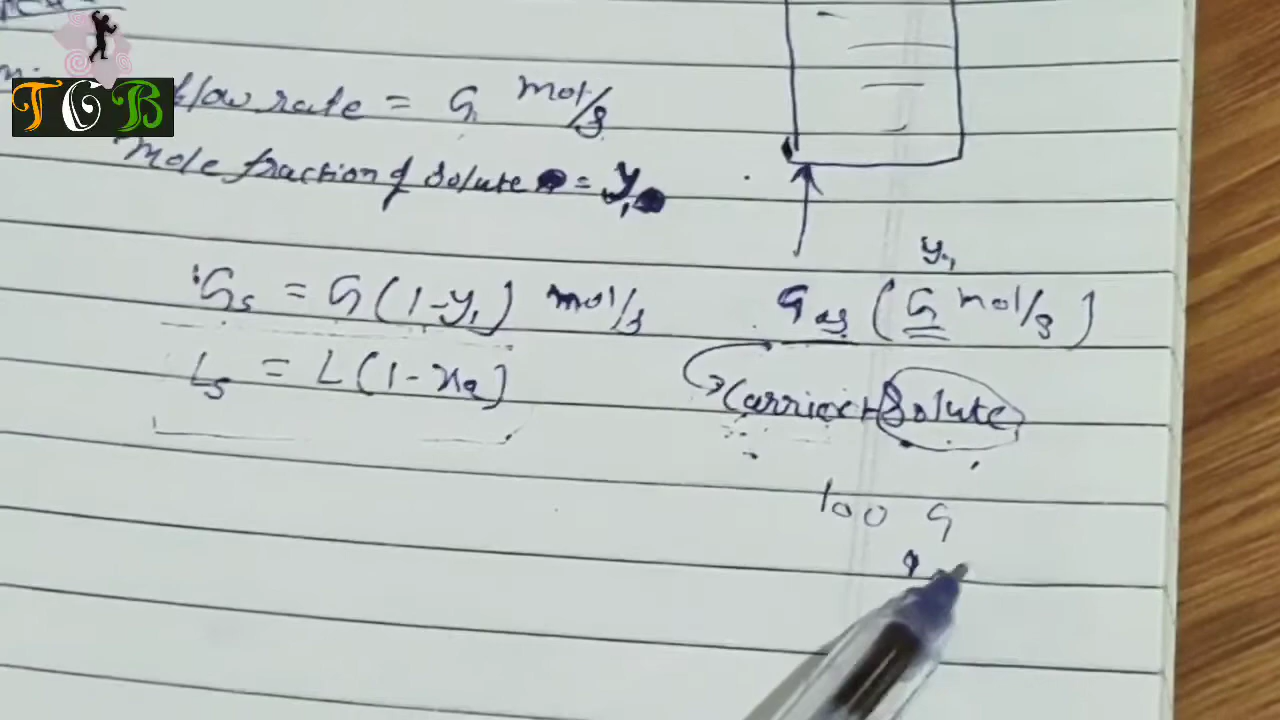 TCB
flow rate = G mol/s
Mole fraction of solute = y1
y1
Gs = G(1-y1) mol/s
Gas (G mol/s)
Ls = L(1-x2)
Carrier + Solute
100 G